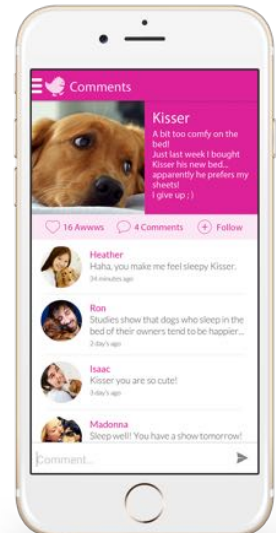 Comments
Kisser
A bit too comfy on the
bed!
Just last week I bought
Kisser his new bed...
apparently he prefers my
sheets!
I give up ; )
16 Awwws
4 Comments
Follow
Heather
Haha, you make me feel sleepy Kisser.
34 minutes ago
Ron
Studies show that dogs who sleep in the
bed of their owners tend to be happier...
2 day's ago
Isaac
Kisser you are so cute!
3 day's ago
Madonna
Sleep well! You have a show tomorrow!
Comment...